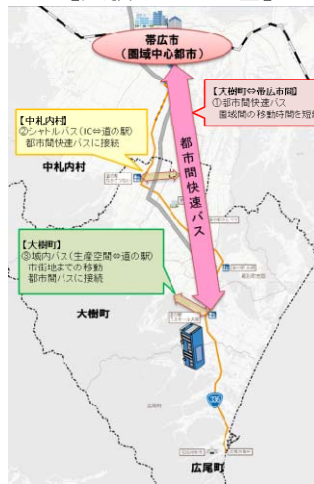 帯広市
（圏域中心都市）
【大樹町⇔帯広市間】
①都市間快速バス
圏域間の移動時間を短縮
【中札内村】
②シャトルバス（IC⇔道の駅）
都市間快速バスに接続
中札内村
都市間快速バス
【大樹町】
③域内バス（生産空間⇔道の駅）
市街地までの移動
都市間バスに接続
大樹町
336
広尾町